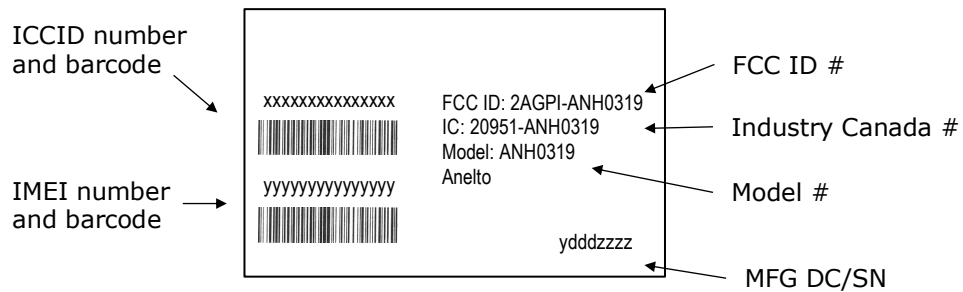 ICCID number
and barcode
IMEI number
and barcode
xxxxxxxxxxxxxxx
yyyyyyyyyyyyyyy
FCC ID: 2AGPI-ANH0319
IC: 20951-ANH0319
Model: ANH0319
Anelto
ydddzzzz
FCC ID #
Industry Canada #
Model #
MFG DC/SN